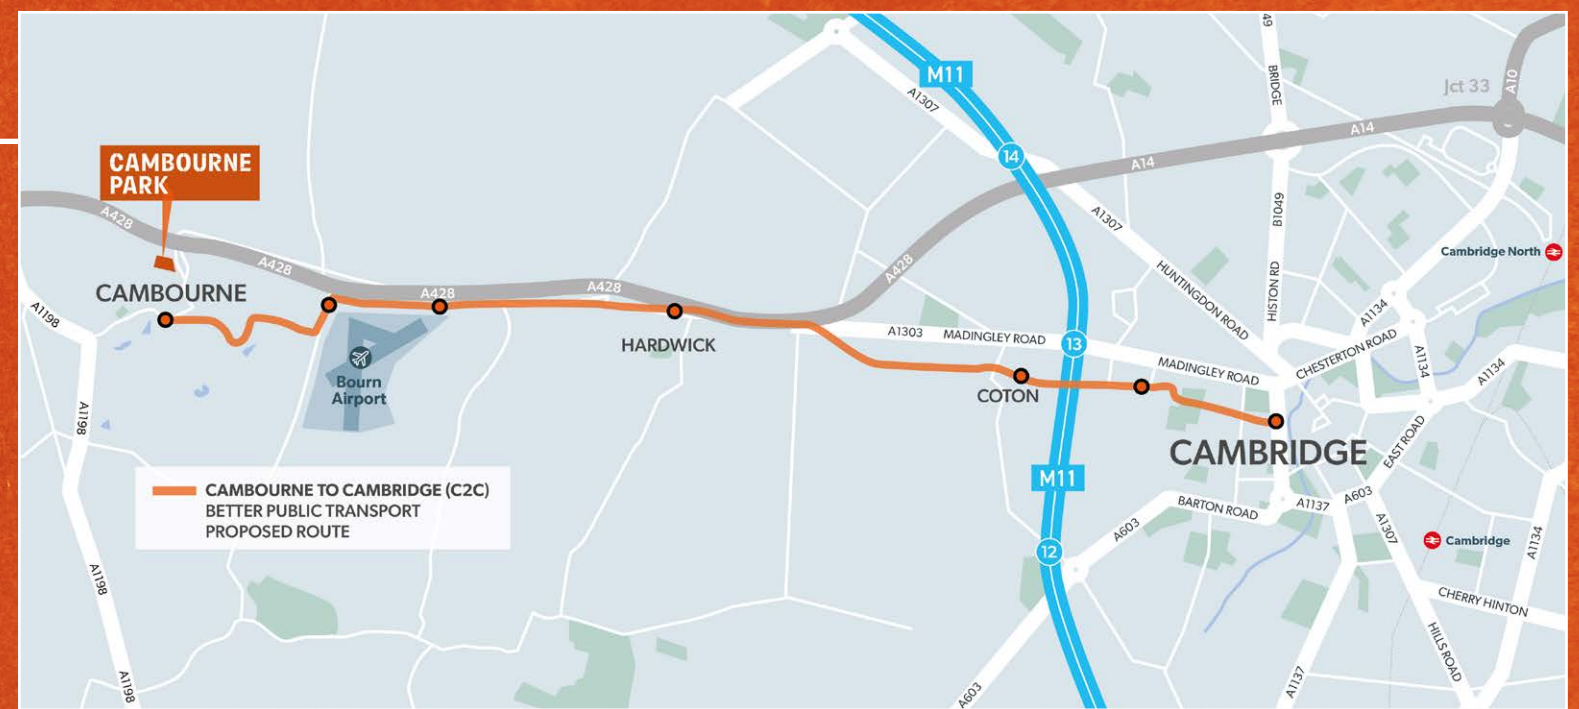 49
M11
Jct 33
A10
BRIDGE
A1307
A14
A14
14
CAMBOURNE
PARK
A428
A428
A428
A428
A428
A1307
B1049
HUNTINGDON ROAD
HISTON RD
Cambridge North
CAMBOURNE
A1198
HARDWICK
A1303
MADINGLEY ROAD
13
MADINGLEY ROAD
A1134
CHESTERTON ROAD
A1134
A1134
Bourn
Airport
COTON
A1198
CAMBRIDGE
EAST ROAD
M11
CAMBOURNE TO CAMBRIDGE (C2C)
BETTER PUBLIC TRANSPORT
PROPOSED ROUTE
BARTON ROAD
A1137
A603
A603
A1307
12
Cambridge
A1134
A1198
CHERRY HINTON
HILLS ROAD
A1198
A603
A1137